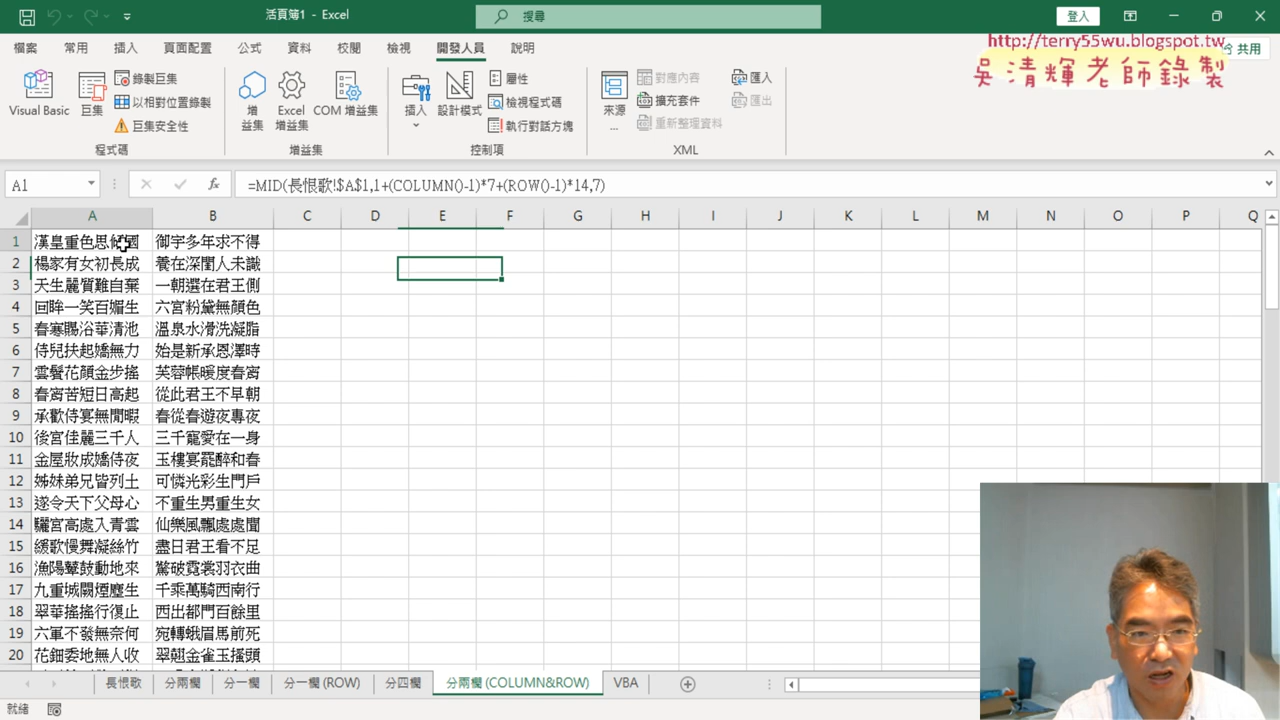 活頁簿1 - Excel
搜尋
登入
http://terry55wu.blogspot.tw
吳清輝老師錄製
檔案 常用 插入 頁面配置 公式 資料 校閱 檢視 開發人員 說明
共用
Visual Basic
巨集
錄製巨集
以相對位置錄製
巨集安全性
程式碼
增益集
Excel 增益集
COM 增益集
增益集
插入
設計模式
屬性
檢視程式碼
執行對話方塊
控制項
來源
...
對應內容
擴充套件
重新整理資料
匯入
匯出
XML
A1
fx
=MID(長恨歌!$A$1,1+(COLUMN()-1)*7+(ROW()-1)*14,7)
A B C D E F G H I J K L M N O P Q
1 漢皇重色思傾國 御宇多年求不得
2 楊家有女初長成 養在深閨人未識
3 天生麗質難自棄 一朝選在君王側
4 回眸一笑百媚生 六宮粉黛無顏色
5 春寒賜浴華清池 溫泉水滑洗凝脂
6 侍兒扶起嬌無力 始是新承恩澤時
7 雲鬢花顏金步搖 芙蓉帳暖度春宵
8 春宵苦短日高起 從此君王不早朝
9 承歡侍宴無閒暇 春從春遊夜專夜
10 後宮佳麗三千人 三千寵愛在一身
11 金屋妝成嬌侍夜 玉樓宴罷醉和春
12 姊妹弟兄皆列土 可憐光彩生門戶
13 遂令天下父母心 不重生男重生女
14 驪宮高處入青雲 仙樂風飄處處聞
15 緩歌慢舞凝絲竹 盡日君王看不足
16 漁陽鼙鼓動地來 驚破霓裳羽衣曲
17 九重城闕煙塵生 千乘萬騎西南行
18 翠華搖搖行復止 西出都門百餘里
19 六軍不發無奈何 宛轉蛾眉馬前死
20 花鈿委地無人收 翠翹金雀玉搔頭
長恨歌 分兩欄 分一欄 分一欄 (ROW) 分四欄 分兩欄 (COLUMN&ROW) VBA
就緒